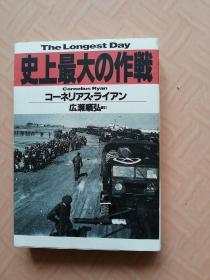 The Longest Day
史上最大の作戦
Cornelius Ryan
コーネリアス・ライアン
広瀬順弘=訳